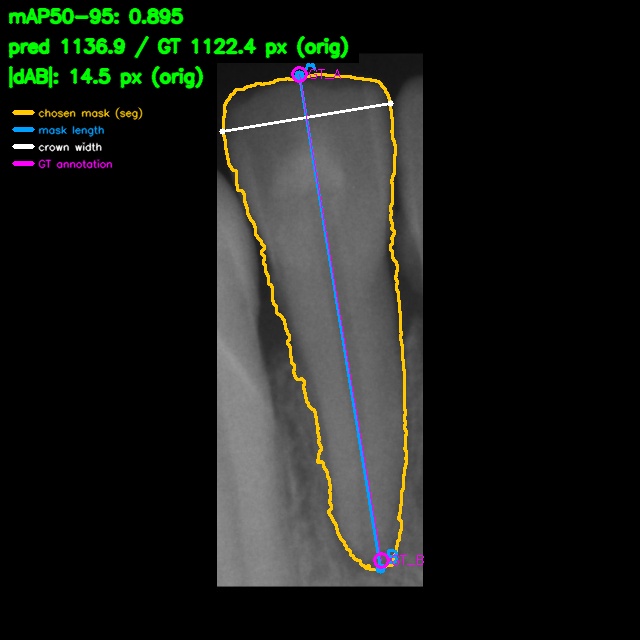 mAP50-95: 0.895
pred 1136.9 / GT 1122.4 px (orig)
|dAB|: 14.5 px (orig)
chosen mask (seg)
mask length
crown width
GT annotation
GT_A